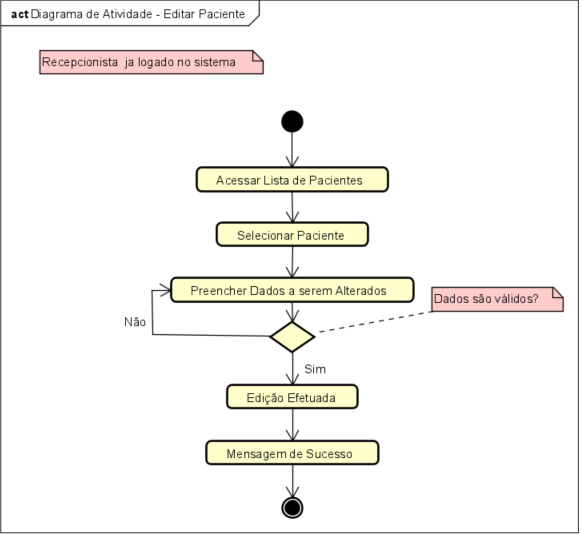 act Diagrama de Atividade - Editar Paciente
Recepcionista ja logado no sistema
Acessar Lista de Pacientes
Selecionar Paciente
Preencher Dados a serem Alterados
Dados são válidos?
Não
Sim
Edição Efetuada
Mensagem de Sucesso